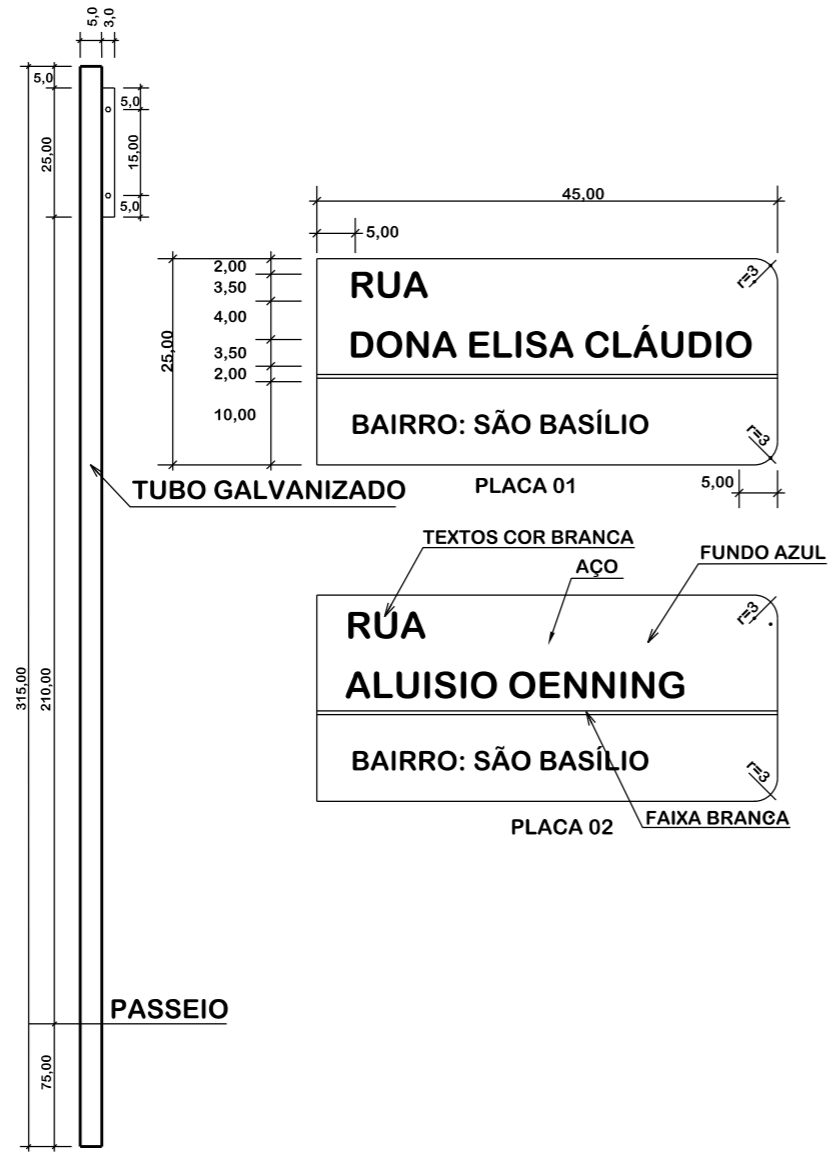 5,0
3,0
5,0
25,00
5,0
15,00
5,0
315,00
210,00
75,00
TUBO GALVANIZADO
PASSEIO
45,00
5,00
25,00
2,00
3,50
4,00
3,50
2,00
10,00
RUA
DONA ELISA CLÁUDIO
BAIRRO: SÃO BASÍLIO
r=3
r=3
5,00
PLACA 01
TEXTOS COR BRANCA
AÇO
FUNDO AZUL
RUA
ALUISIO OENNING
BAIRRO: SÃO BASÍLIO
r=3
r=3
PLACA 02
FAIXA BRANCA